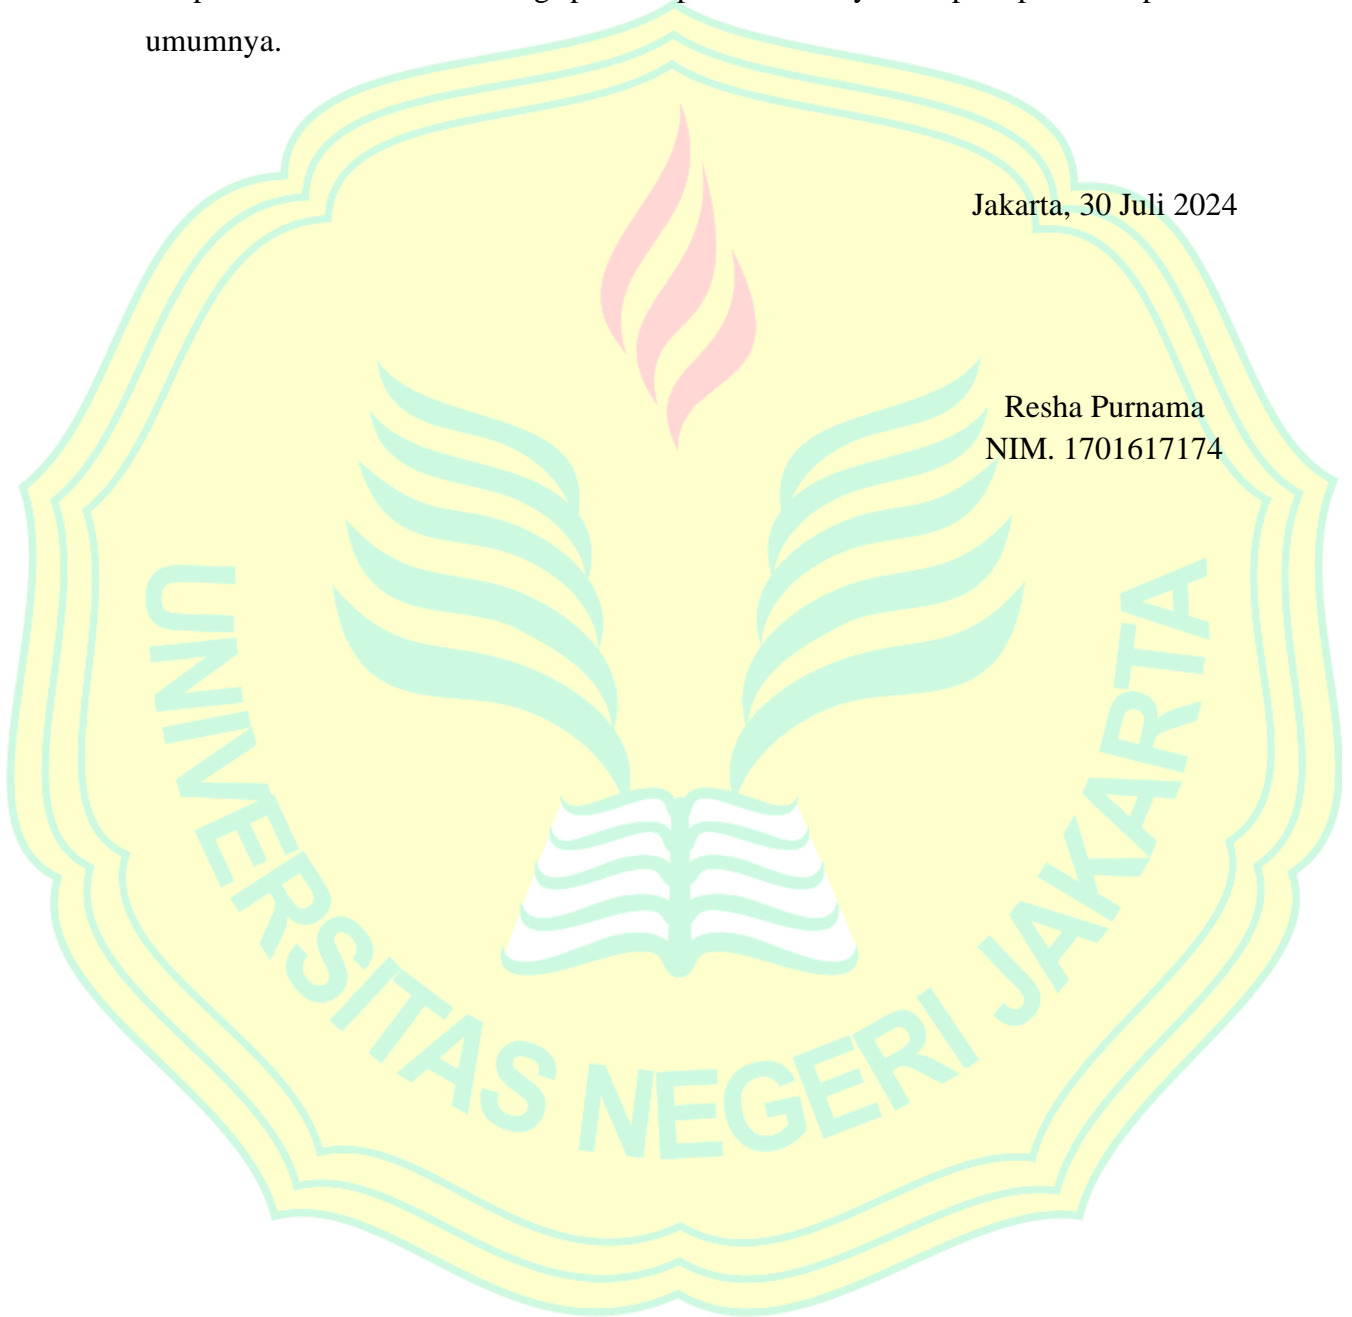 umumnya.
Jakarta, 30 Juli 2024
Resha Purnama
NIM. 1701617174
UNIVERSITAS NEGERI JAKARTA